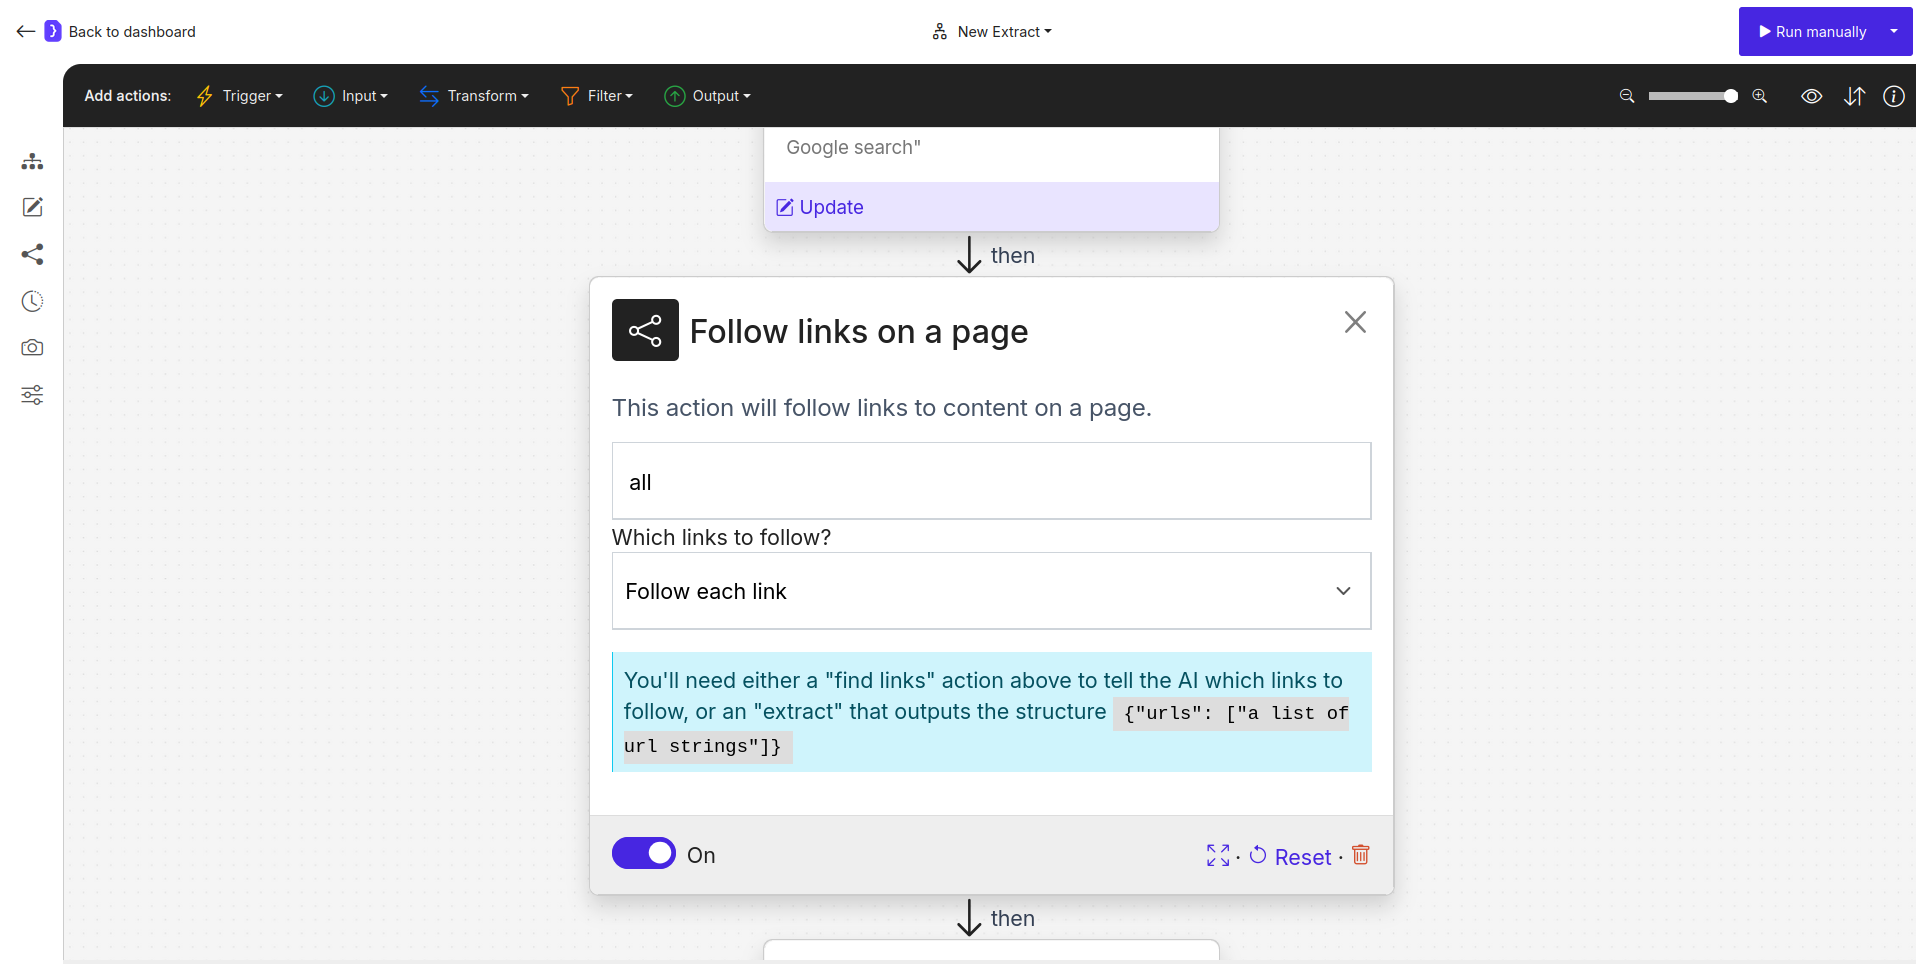 Back to dashboard
New Extract
Run manually
Add actions:
Trigger
Input
Transform
Filter
Output
Google search"
Update
then
Follow links on a page
This action will follow links to content on a page.
all
Which links to follow?
Follow each link
You'll need either a "find links" action above to tell the AI which links to
follow, or an "extract" that outputs the structure {"urls": ["a list of
url strings"]}
On
· Reset ·
then